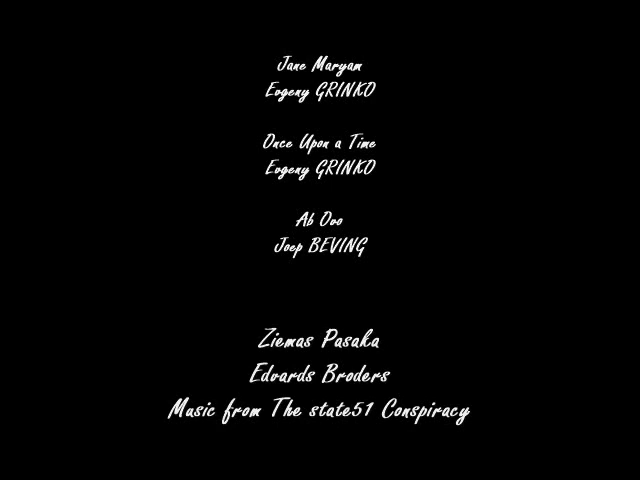 Jane Maryam
Evgeny GRINKO
Once Upon a Time
Evgeny GRINKO
Ab Ovo
Joep BEVING
Ziemas Pasaka
Edvards Broders
Music from The state51 Conspiracy